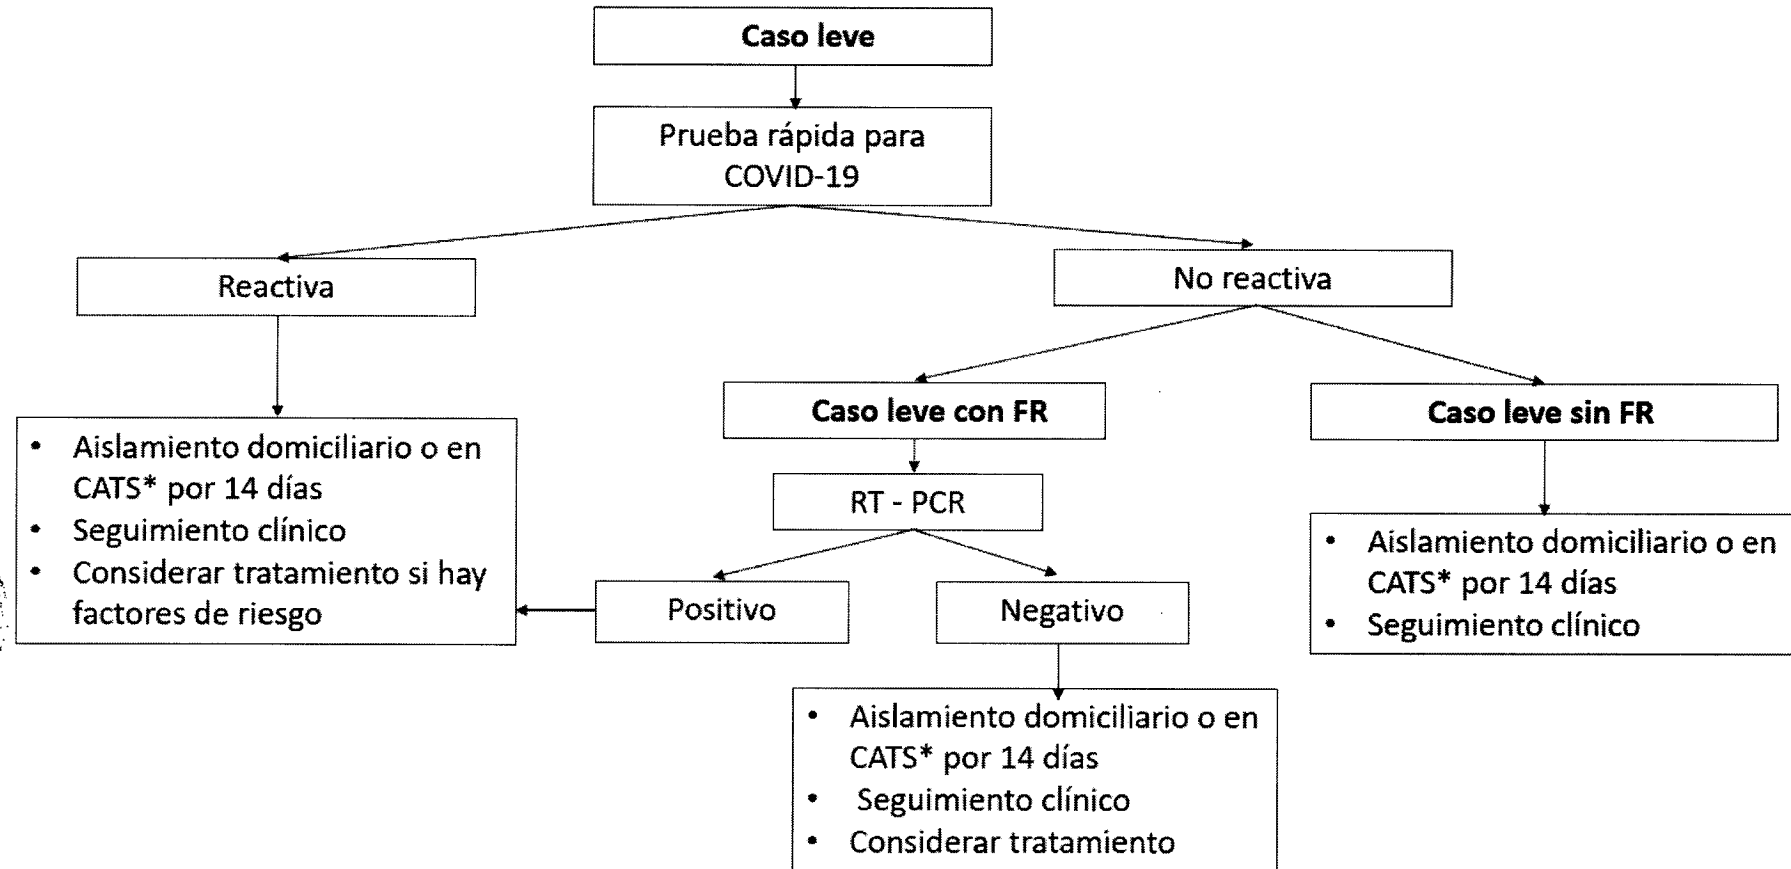 Caso leve
Prueba rápida para
COVID-19
Reactiva
No reactiva
Caso leve con FR
Caso leve sin FR
• Aislamiento domiciliario o en
CATS* por 14 días
• Seguimiento clínico
• Considerar tratamiento si hay
factores de riesgo
RT - PCR
Positivo
Negativo
• Aislamiento domiciliario o en
CATS* por 14 días
• Seguimiento clínico
• Aislamiento domiciliario o en
CATS* por 14 días
• Seguimiento clínico
• Considerar tratamiento